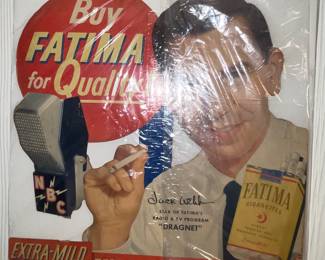 Buy
FATIMA
for Quality
NBC
Jack Webb
STAR OF FATIMA'S
RADIO & TV PROGRAM
"DRAGNET"
FATIMA
CIGARETTES
EXTRA-MILD